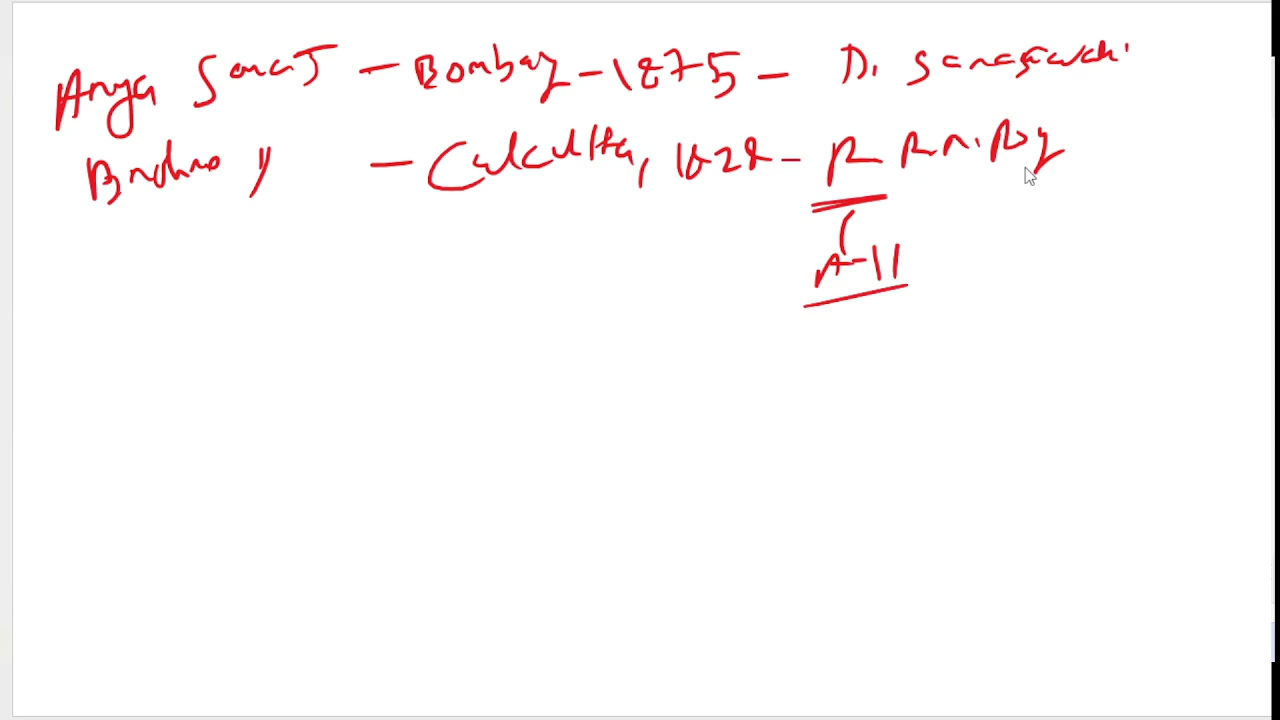 Arya Samaj - Bombay - 1875 - D. Saraswati
Brahmo " - Calcutta, 1828 - R R.M. Roy
A-11